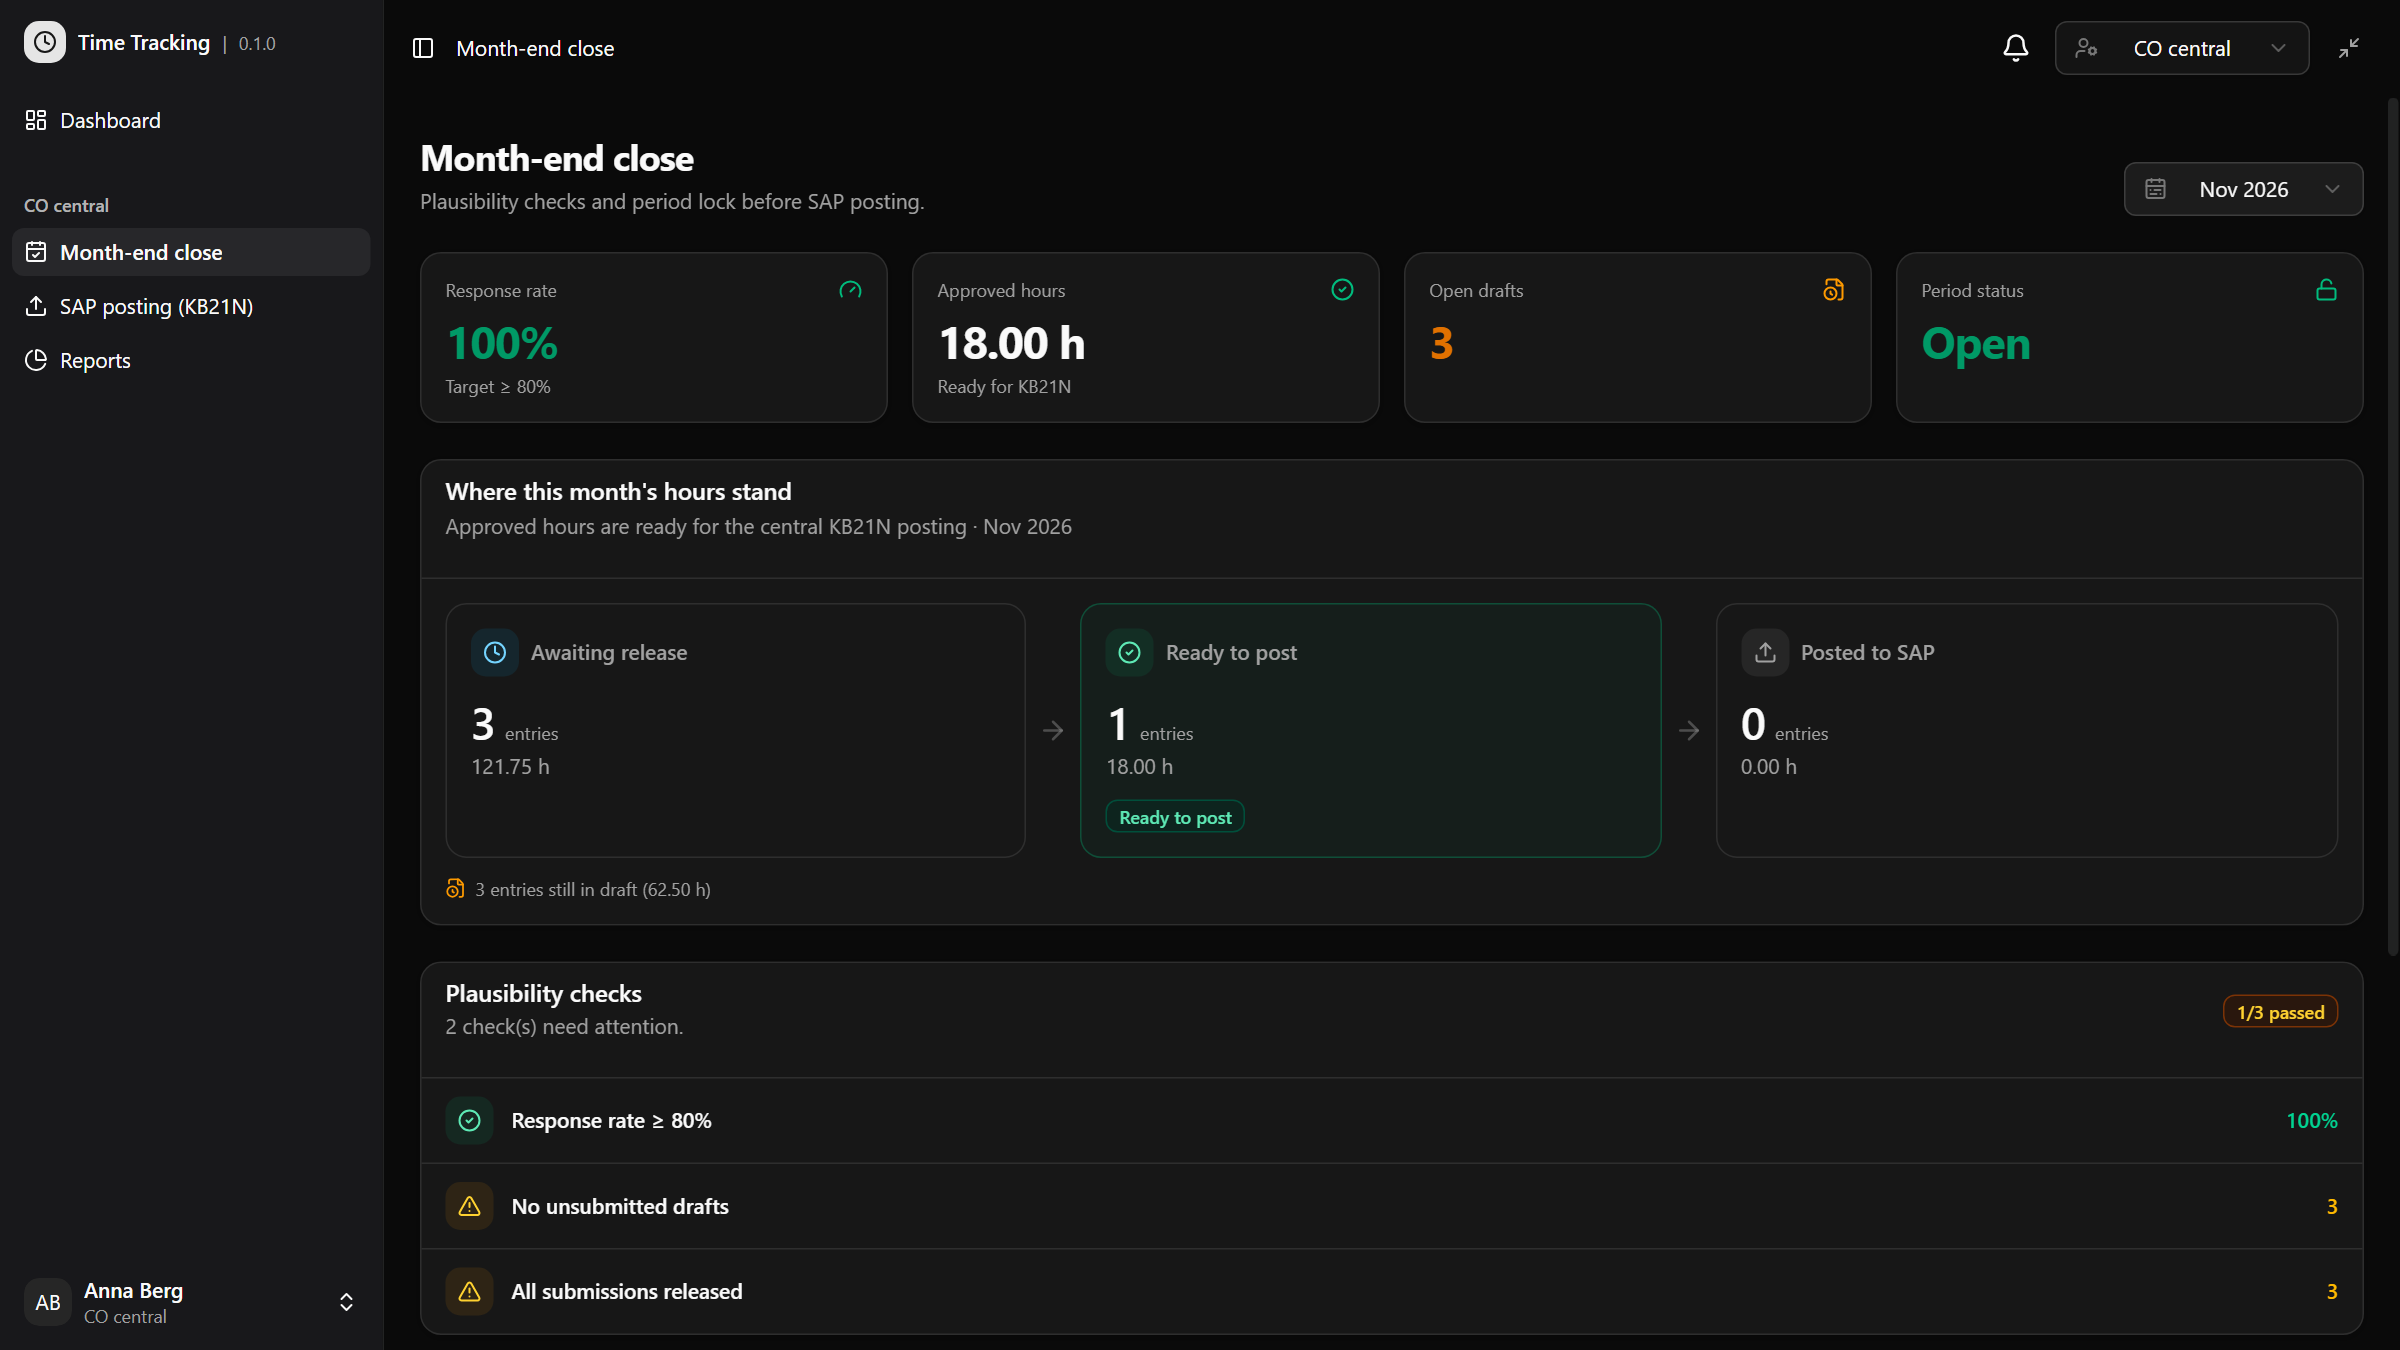 Time Tracking | 0.1.0
Dashboard
CO central
Month-end close
SAP posting (KB21N)
Reports
AB
Anna Berg
CO central
Month-end close
CO central
Month-end close
Plausibility checks and period lock before SAP posting.
Nov 2026
Response rate
100%
Target ≥ 80%
Approved hours
18.00 h
Ready for KB21N
Open drafts
3
Period status
Open
Where this month's hours stand
Approved hours are ready for the central KB21N posting · Nov 2026
Awaiting release
3 entries
121.75 h
Ready to post
1 entries
18.00 h
Ready to post
Posted to SAP
0 entries
0.00 h
3 entries still in draft (62.50 h)
Plausibility checks
2 check(s) need attention.
1/3 passed
Response rate ≥ 80%
100%
No unsubmitted drafts
3
All submissions released
3